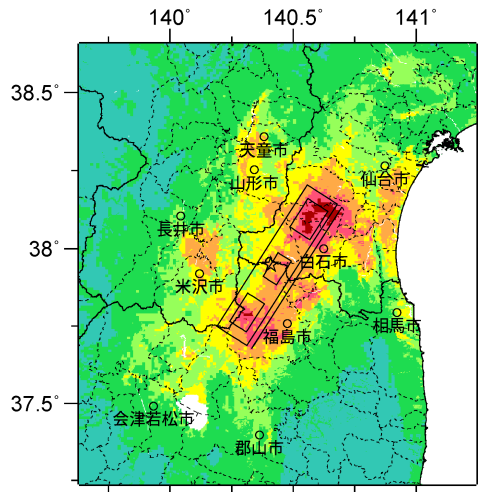 140° 140.5° 141°
38.5°
天童市
山形市
仙台市
長井市
38°
白石市
米沢市
相馬市
福島市
37.5°
会津若松市
郡山市